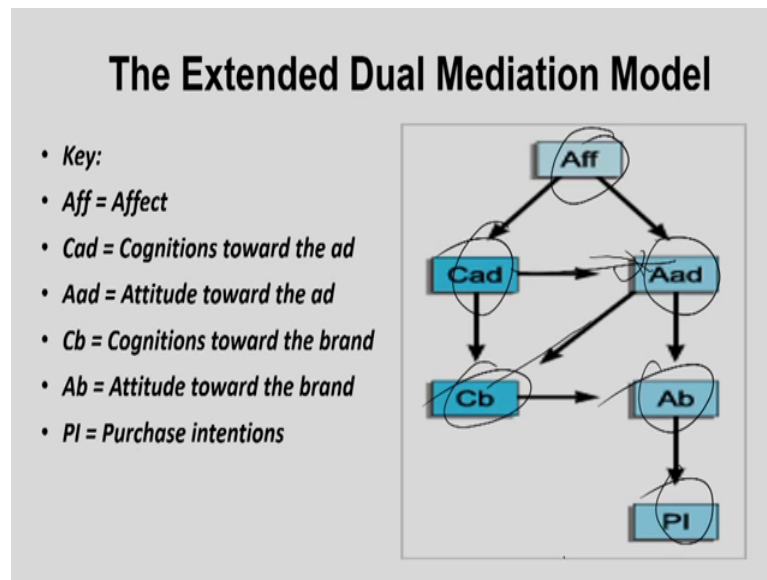 The Extended Dual Mediation Model
• Key:
• Aff = Affect
• Cad = Cognitions toward the ad
• Aad = Attitude toward the ad
• Cb = Cognitions toward the brand
• Ab = Attitude toward the brand
• PI = Purchase intentions
Aff
Cad Aad
Cb Ab
PI